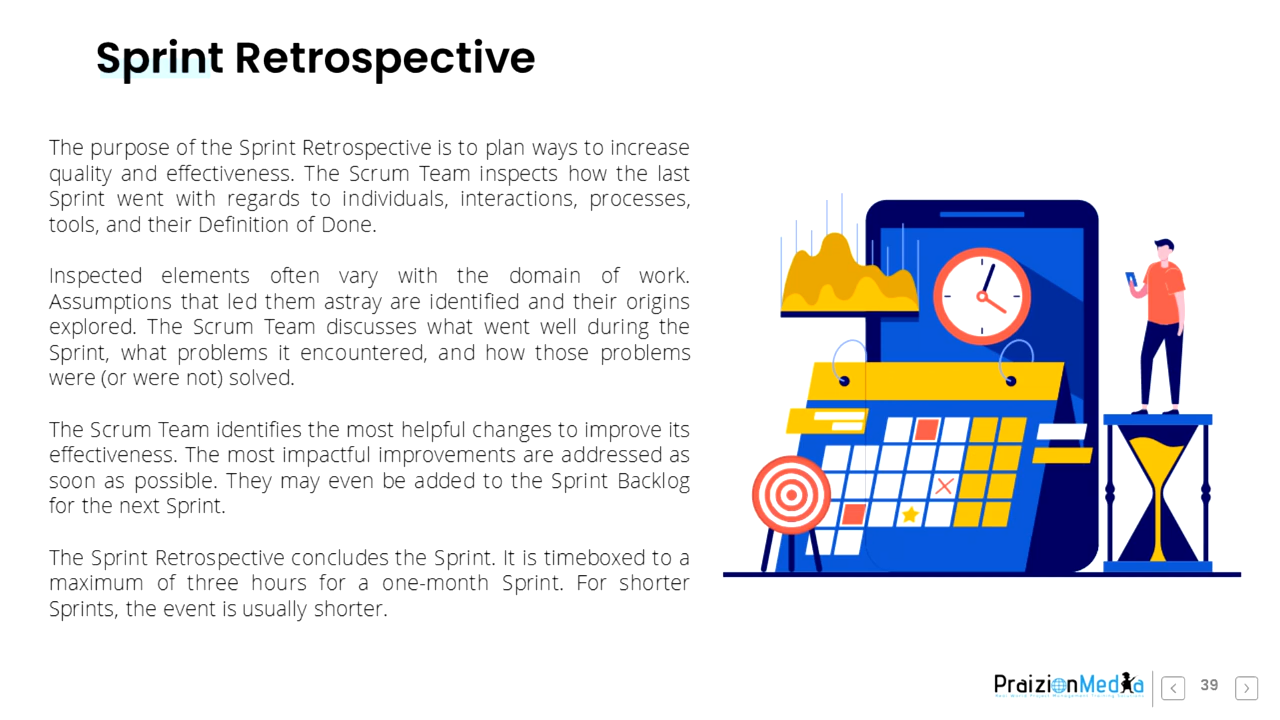 Sprint Retrospective
The purpose of the Sprint Retrospective is to plan ways to increase
quality and effectiveness. The Scrum Team inspects how the last
Sprint went with regards to individuals, interactions, processes,
tools, and their Definition of Done.
Inspected elements often vary with the domain of work.
Assumptions that led them astray are identified and their origins
explored. The Scrum Team discusses what went well during the
Sprint, what problems it encountered, and how those problems
were (or were not) solved.
The Scrum Team identifies the most helpful changes to improve its
effectiveness. The most impactful improvements are addressed as
soon as possible. They may even be added to the Sprint Backlog
for the next Sprint.
The Sprint Retrospective concludes the Sprint. It is timeboxed to a
maximum of three hours for a one-month Sprint. For shorter
Sprints, the event is usually shorter.
PraizionMedia
39